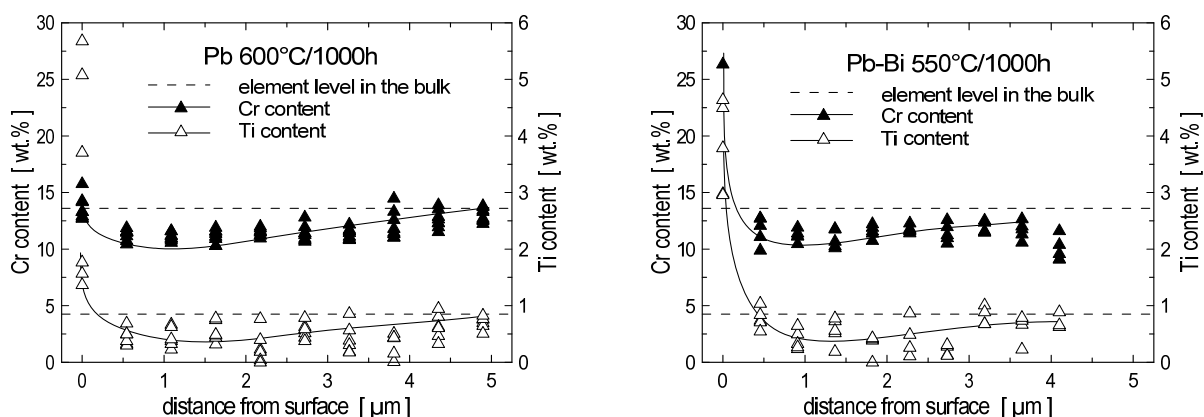 Pb 600°C/1000h
element level in the bulk
Cr content
Ti content
30
25
20
15
10
5
0
Cr content [ wt.% ]
6
5
4
3
2
1
0
Ti content [ wt.% ]
0 1 2 3 4 5
distance from surface [ µm ]
Pb-Bi 550°C/1000h
element level in the bulk
Cr content
Ti content
30
25
20
15
10
5
0
Cr content [ wt.% ]
6
5
4
3
2
1
0
Ti content [ wt.% ]
0 1 2 3 4 5
distance from surface [ µm ]